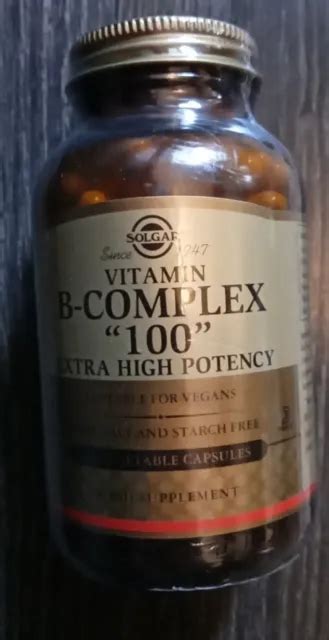 SOLGAR
Since 1947
VITAMIN
B-COMPLEX
"100"
EXTRA HIGH POTENCY
FOR VEGANS
AND STARCH FREE
CAPSULES
SUPPLEMENT